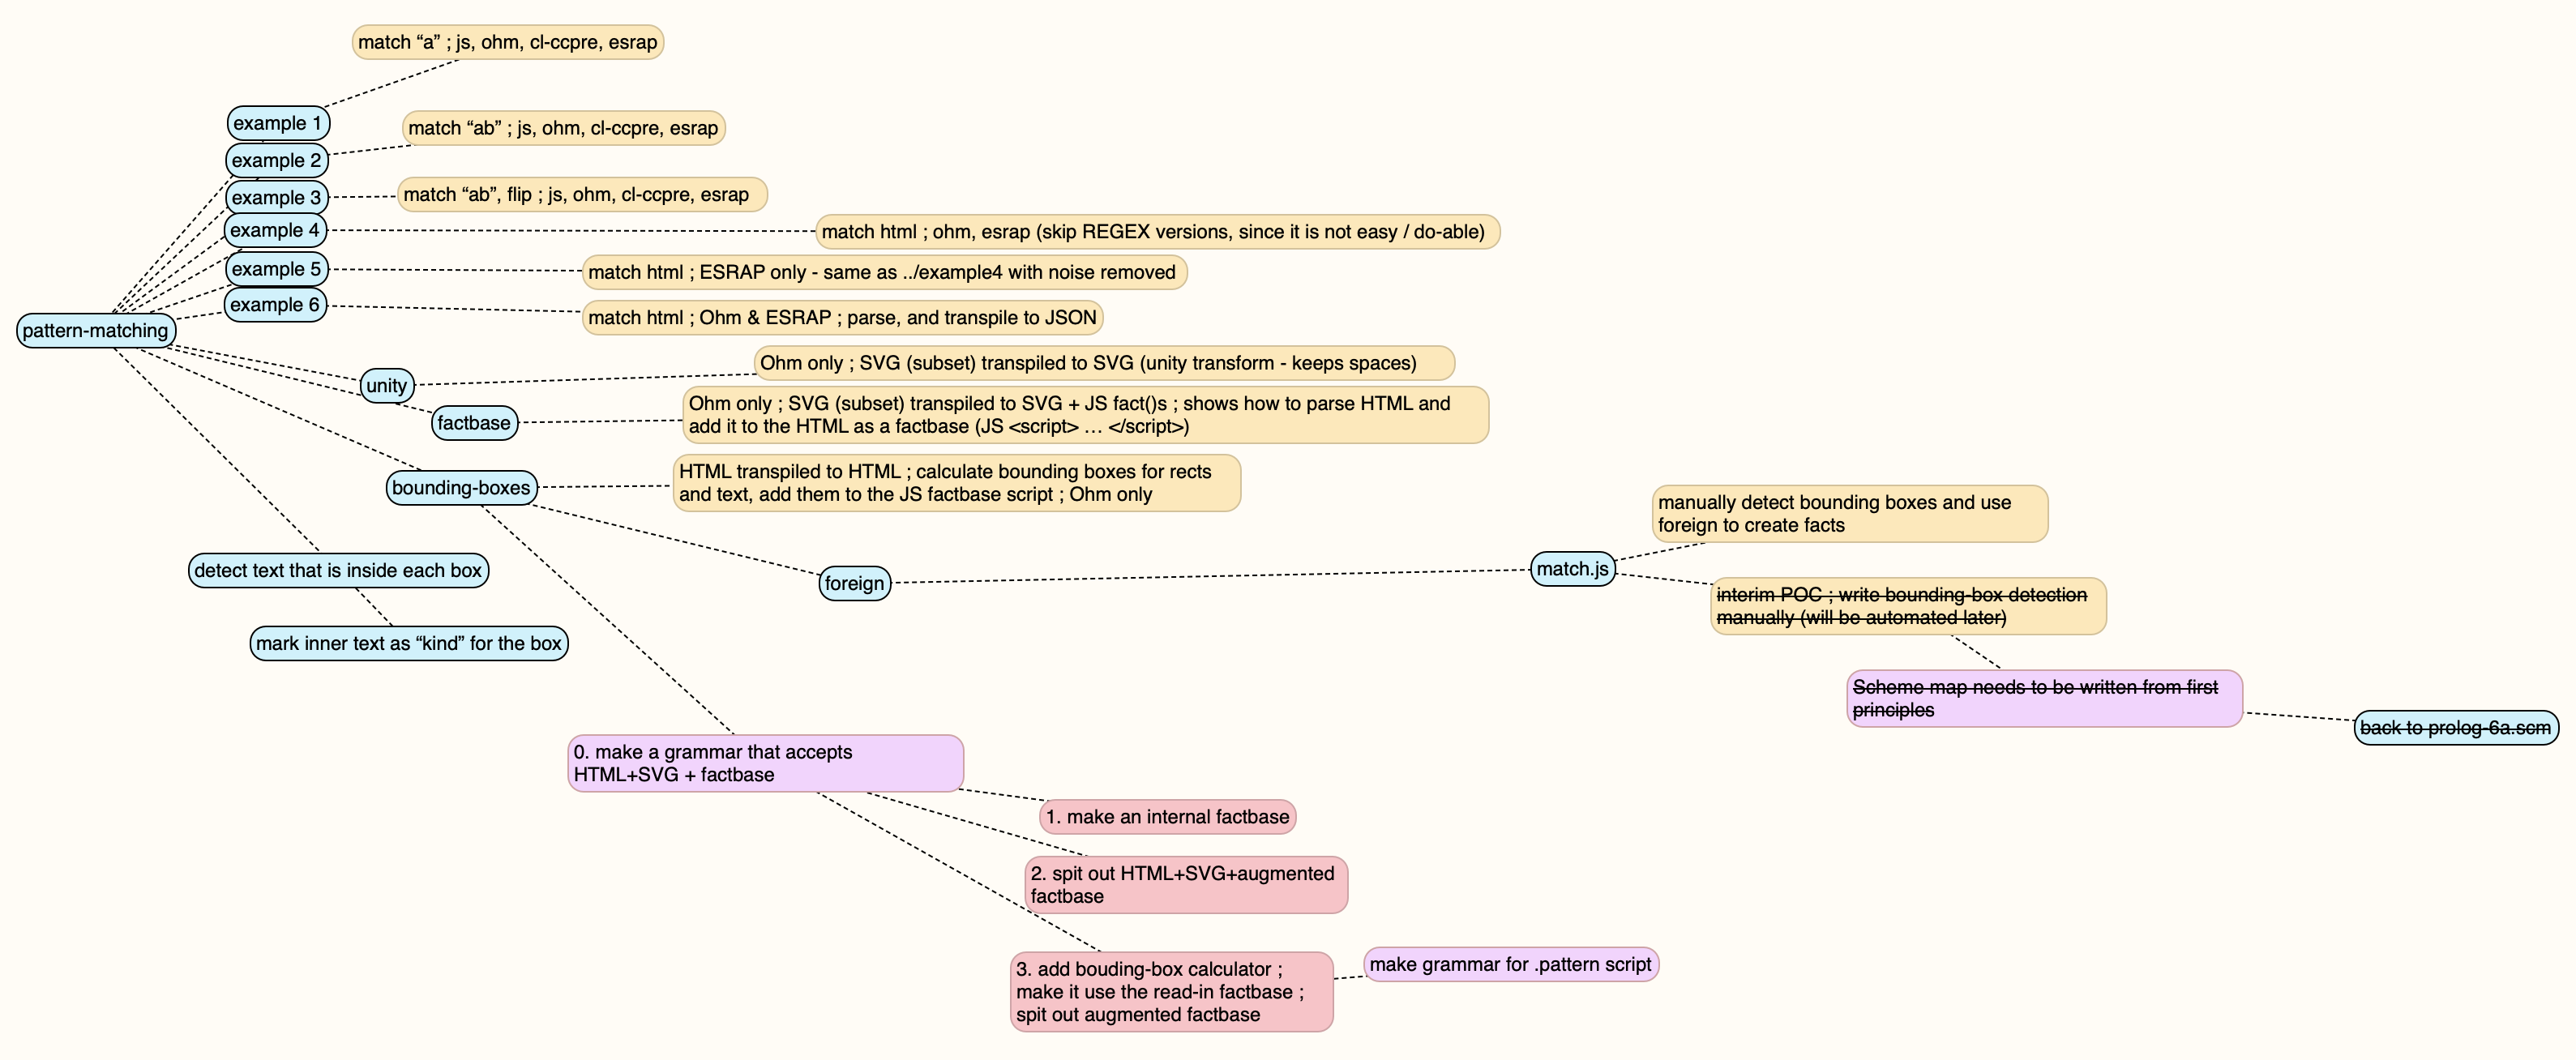 match “a” ; js, ohm, cl-ccpre, esrap
example 1
match “ab” ; js, ohm, cl-ccpre, esrap
example 2
example 3
match “ab”, flip ; js, ohm, cl-ccpre, esrap
example 4
match html ; ohm, esrap (skip REGEX versions, since it is not easy / do-able)
example 5
match html ; ESRAP only - same as ../example4 with noise removed
example 6
match html ; Ohm & ESRAP ; parse, and transpile to JSON
pattern-matching
unity
Ohm only ; SVG (subset) transpiled to SVG (unity transform - keeps spaces)
factbase
Ohm only ; SVG (subset) transpiled to SVG + JS fact()s ; shows how to parse HTML and
add it to the HTML as a factbase (JS <script> … </script>)
bounding-boxes
HTML transpiled to HTML ; calculate bounding boxes for rects
and text, add them to the JS factbase script ; Ohm only
detect text that is inside each box
mark inner text as “kind” for the box
foreign
match.js
manually detect bounding boxes and use
foreign to create facts
interim POC ; write bounding-box detection
manually (will be automated later)
Scheme map needs to be written from first
principles
back to prolog-6a.scm
0. make a grammar that accepts
HTML+SVG + factbase
1. make an internal factbase
2. spit out HTML+SVG+augmented
factbase
3. add bouding-box calculator ;
make it use the read-in factbase ;
spit out augmented factbase
make grammar for .pattern script